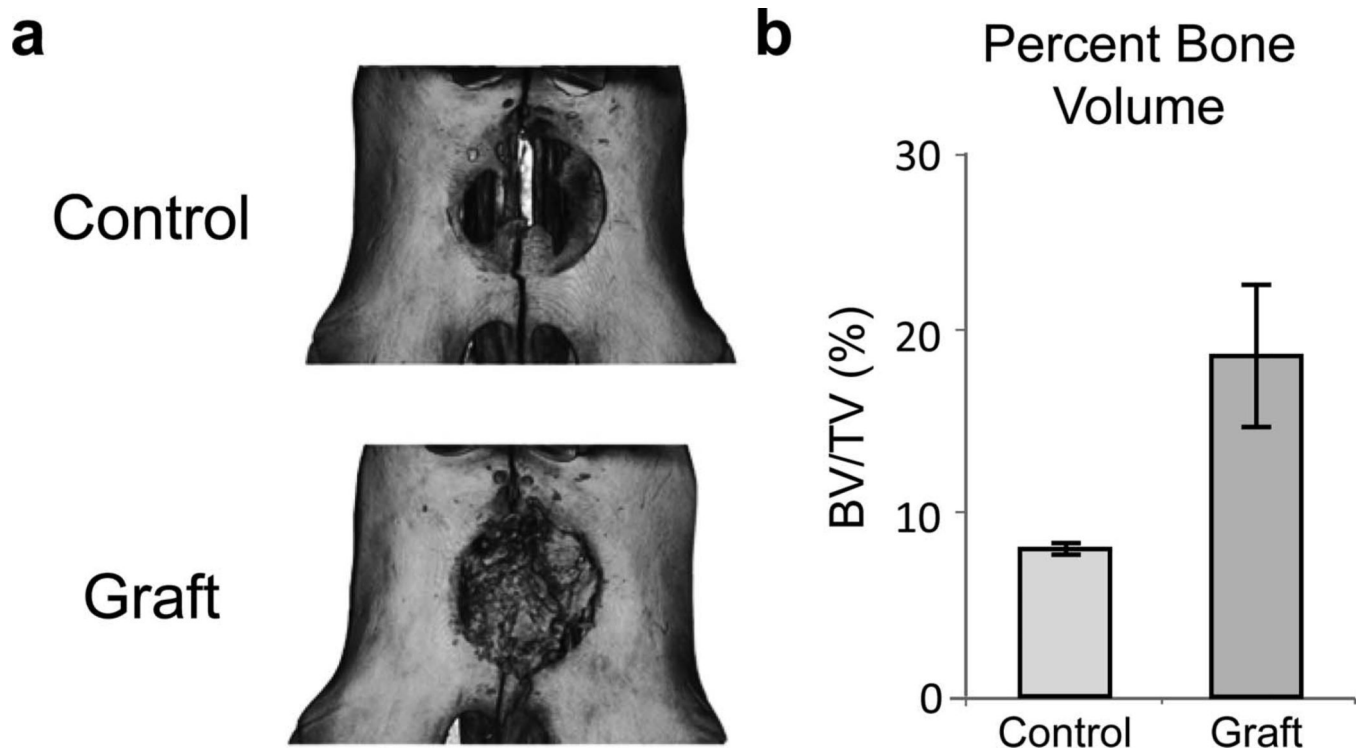 a
Control
Graft
b
Percent Bone
Volume
BV/TV (%)
30
20
10
0
Control
Graft